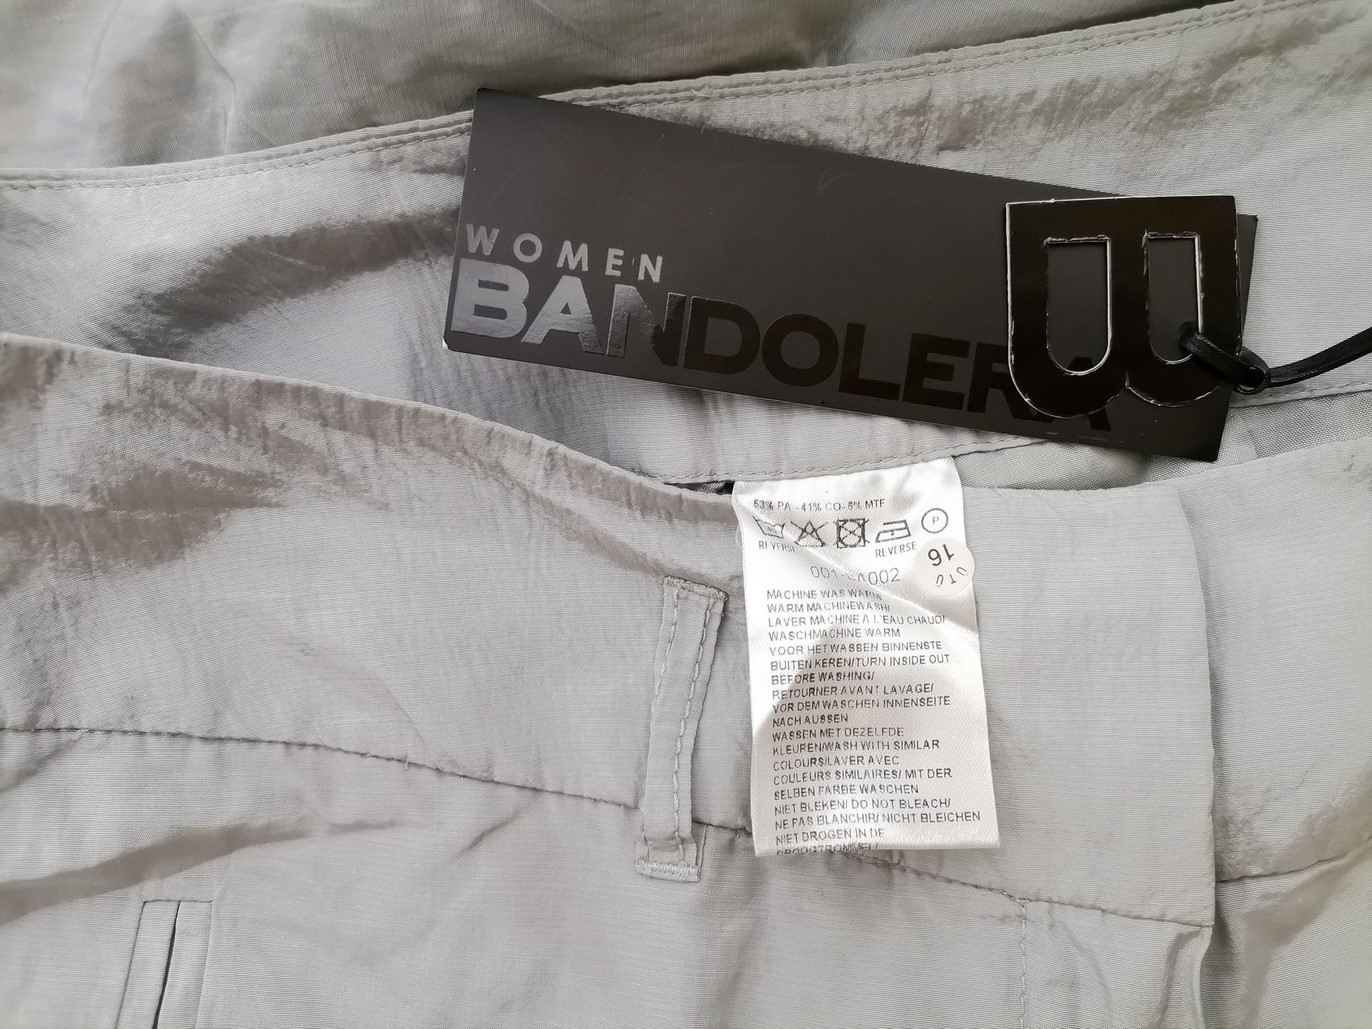 WOMEN
BANDOLERA
B
53% PA - 41% CO- 6% MTF
P
REVERSE
16
UTÜ
MACHINE WAS WARM
WARM MACHINEWASH/
LAVER MACHINE A L'EAU CHAUD/
WASCHMACHINE WARM
VOOR HET WASSEN BINNENSTE
BUITEN KEREN/TURN INSIDE OUT
BEFORE WASHING/
RETOURNER AVANT LAVAGE/
VOR DEM WASCHEN INNENSEITE
NACH AUSSEN
WASSEN MET DEZELFDE
KLEUREN/WASH WITH SIMILAR
COLOURS/LAVER AVEC
COULEURS SIMILAIRES/ MIT DER
SELBEN FARBE WASCHEN
NIET BLEKEN/ DO NOT BLEACH/
NE PAS BLANCHIR/ NICHT BLEICHEN
NIET DROGEN IN DE
DROOGTROMMEL/